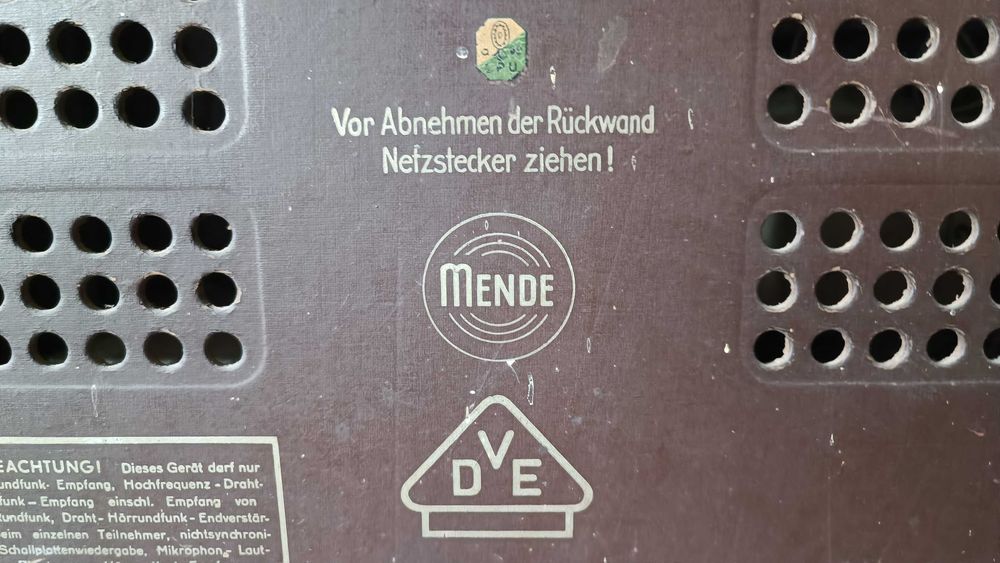 Vor Abnehmen der Rückwand
Netzstecker ziehen!
MENDE
VDE
EACHTUNG! Dieses Gerät darf nur
undfunk- Empfang, Hochfrequenz-Draht-
funk-Empfang einschl. Empfang von
undfunk, Draht-Hörrundfunk-Endverstär-
eim einzelnen Teilnehmer, nichtsynchroni-
Schallplattenwiedergabe, Mikrophon-Laut-